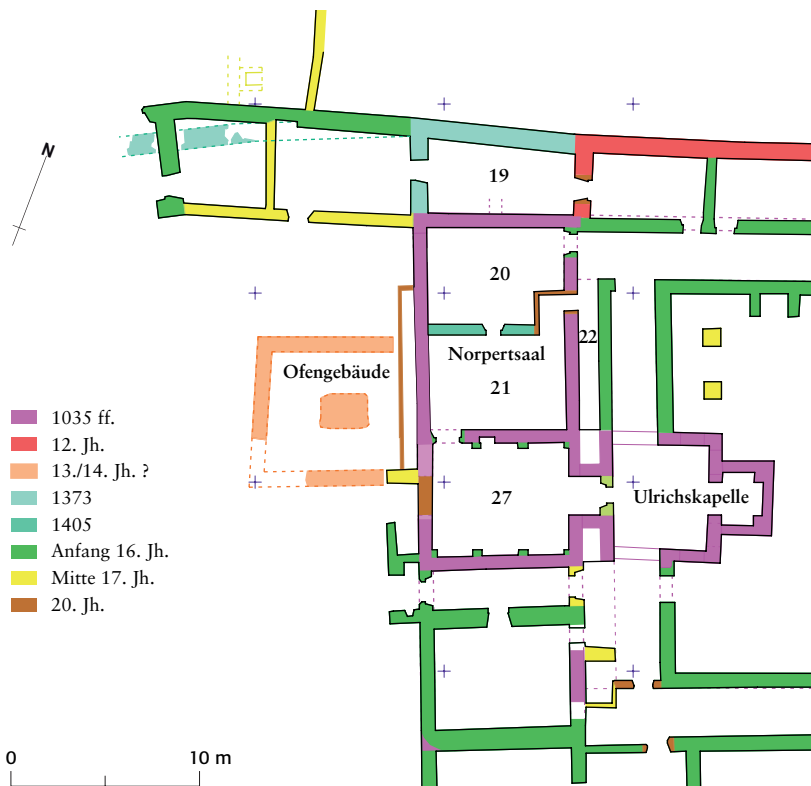 N
19
20
22
Norpertsaal
Ofengebäude
21
1035 ff.
12. Jh.
13./14. Jh. ?
1373
1405
Anfang 16. Jh.
Mitte 17. Jh.
20. Jh.
27
Ulrichskapelle
0 10 m